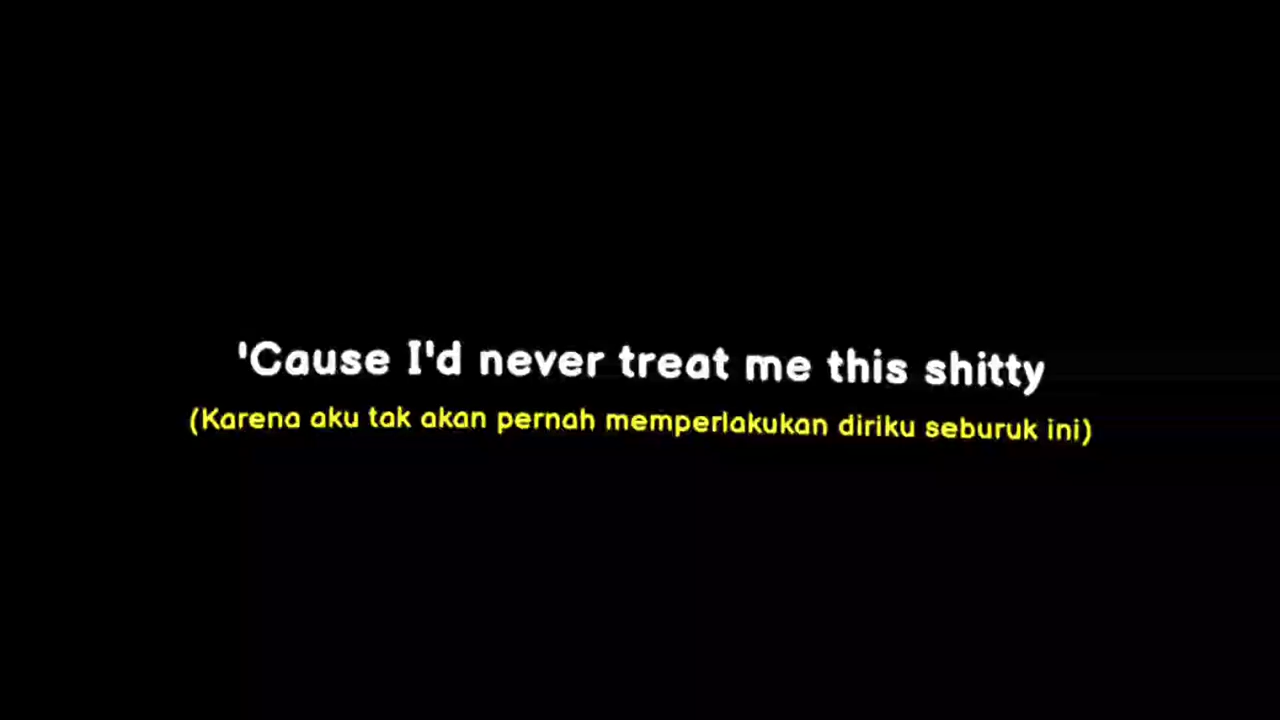 'Cause I'd never treat me this shitty
(Karena aku tak akan pernah memperlakukan diriku seburuk ini)